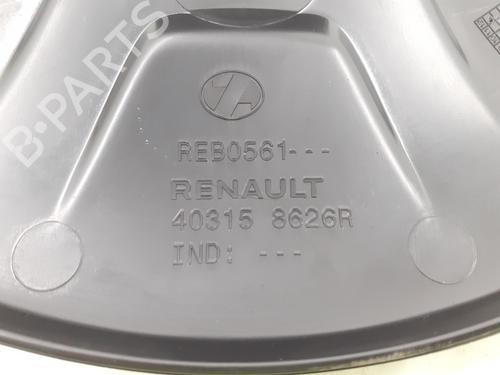 B-PARTS
REB0561---
RENAULT
40315 8626R
IND: ---